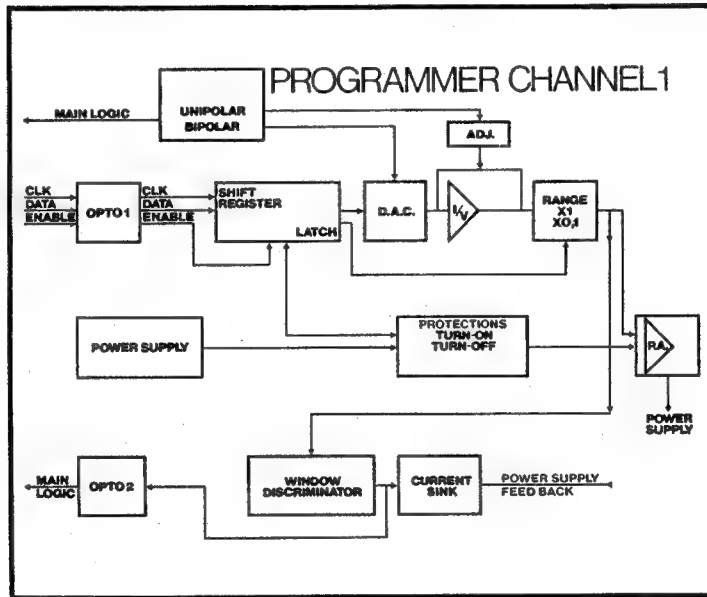 PROGRAMMER CHANNEL1
MAIN LOGIC
UNIPOLAR
BIPOLAR
ADJ.
CLK
DATA
ENABLE
OPTO 1
CLK
DATA
ENABLE
SHIFT
REGISTER
LATCH
D.A.C.
I/V
RANGE
X1
X0,1
POWER SUPPLY
PROTECTIONS
TURN-ON
TURN-OFF
P.A.
POWER
SUPPLY
MAIN
LOGIC
OPTO 2
WINDOW
DISCRIMINATOR
CURRENT
SINK
POWER SUPPLY
FEED BACK